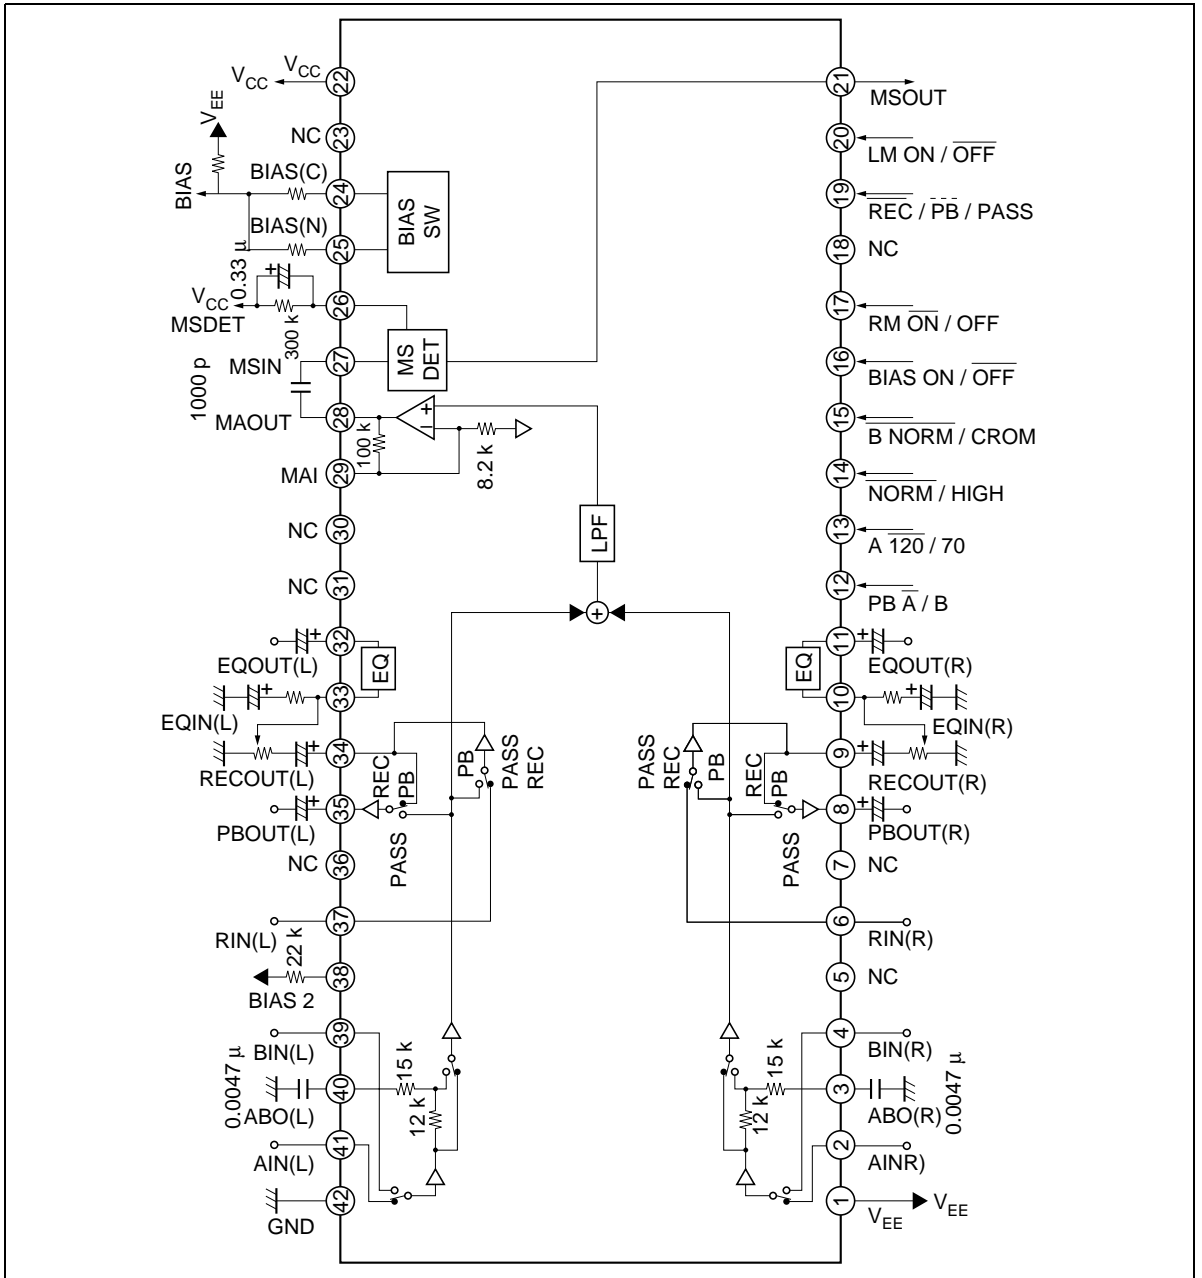 V_CC V_CC 22
V_EE
NC 23
BIAS
BIAS(C) 24
BIAS(N) 25
BIAS SW
0.33 μ
V_CC 26
MSDET
300 k
MSIN 27
MS DET
1000 p
MAOUT 28
+
−
100 k
8.2 k
MAI 29
NC 30
LPF
NC 31
+
+ 32
EQOUT(L)
EQ
+ 33
EQIN(L)
+ 34
RECOUT(L)
REC
PB
PB
PASS
REC
+ 35
PBOUT(L)
PASS
NC 36
37
RIN(L)
22 k
38
BIAS 2
39
BIN(L)
0.0047 μ
15 k
40
ABO(L)
12 k
41
AIN(L)
42
GND
21
MSOUT
20
LM ON / OFF
19
REC / PB / PASS
18 NC
17
RM ON / OFF
16
BIAS ON / OFF
15
B NORM / CROM
14
NORM / HIGH
13
A 120 / 70
12
PB A / B
11 +
EQOUT(R)
EQ
10 +
EQIN(R)
9 +
RECOUT(R)
PASS
REC
PB
REC
PB
8 +
PBOUT(R)
PASS
7 NC
6
RIN(R)
5 NC
4
BIN(R)
15 k
3
ABO(R)
0.0047 μ
12 k
2
AINR)
1
V_EE V_EE